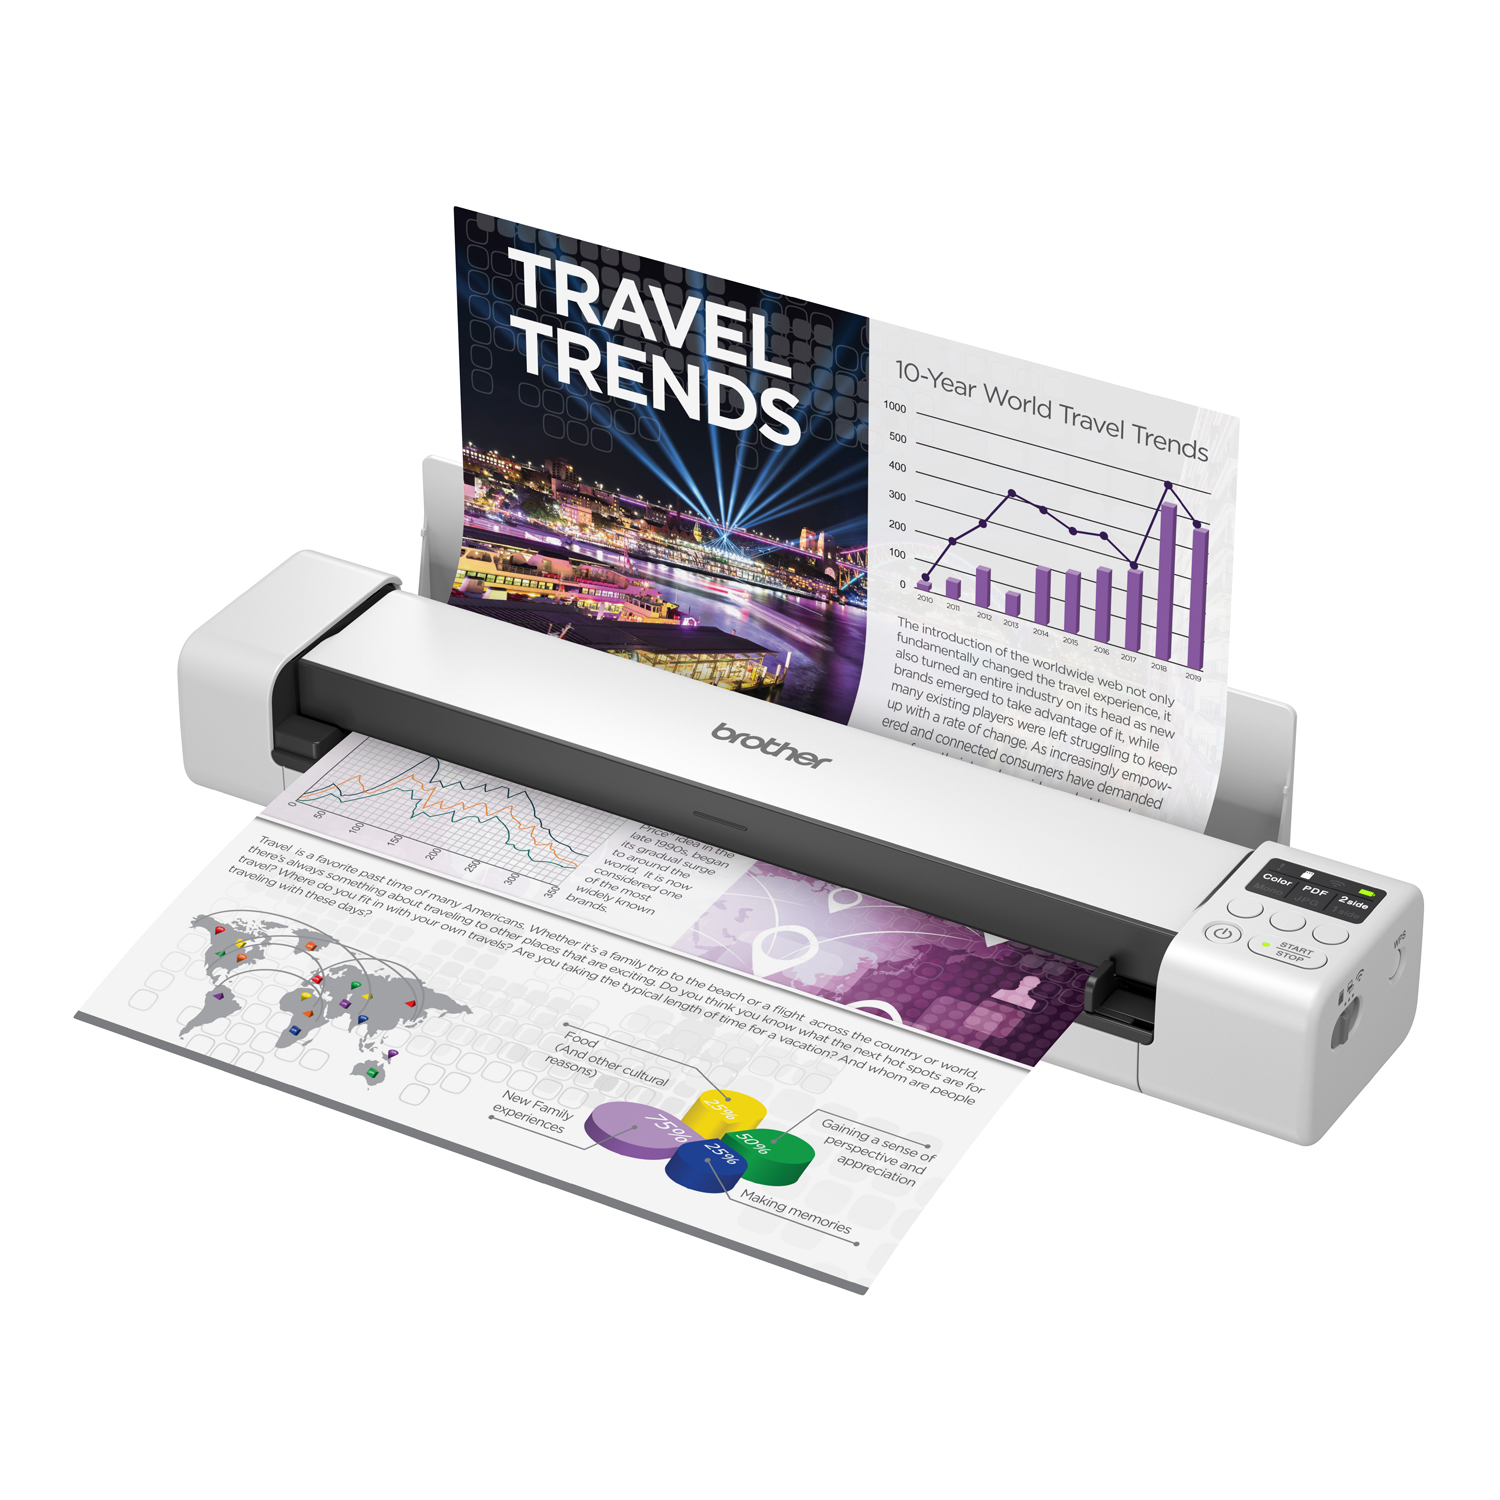 TRAVEL
TRENDS
10-Year World Travel Trends
1000
500
400
300
200
100
0
2010
2011
2012
2013
2014
2015
2016
2017
2018
2019
The introduction of the worldwide web not only
fundamentally changed the travel experience, it
also turned an entire industry on its head as new
brands emerged to take advantage of it, while
many existing players were left struggling to keep
up with a rate of change. As increasingly empow-
ered and connected consumers have demanded
brother
Color
PDF
2side
Mono
JPG
1side
START
STOP
WPS
0
50
100
150
200
250
300
350
Price" idea in the
late 1990s, began
its gradual surge
to around the
world. It is now
considered one
of the most
widely known
brands.
Travel is a favorite past time of many Americans. Whether it's a family trip to the beach or a flight across the country or world,
there's always something about traveling to other places that are exciting. Do you think you know what the next hot spots are for
travel? Where do you fit in with your own travels? Are you taking the typical length of time for a vacation? And whom are people
traveling with these days?
Food
(And other cultural
reasons)
New Family
experiences
75%
25%
50%
25%
Gaining a sense of
perspective and
appreciation
Making memories